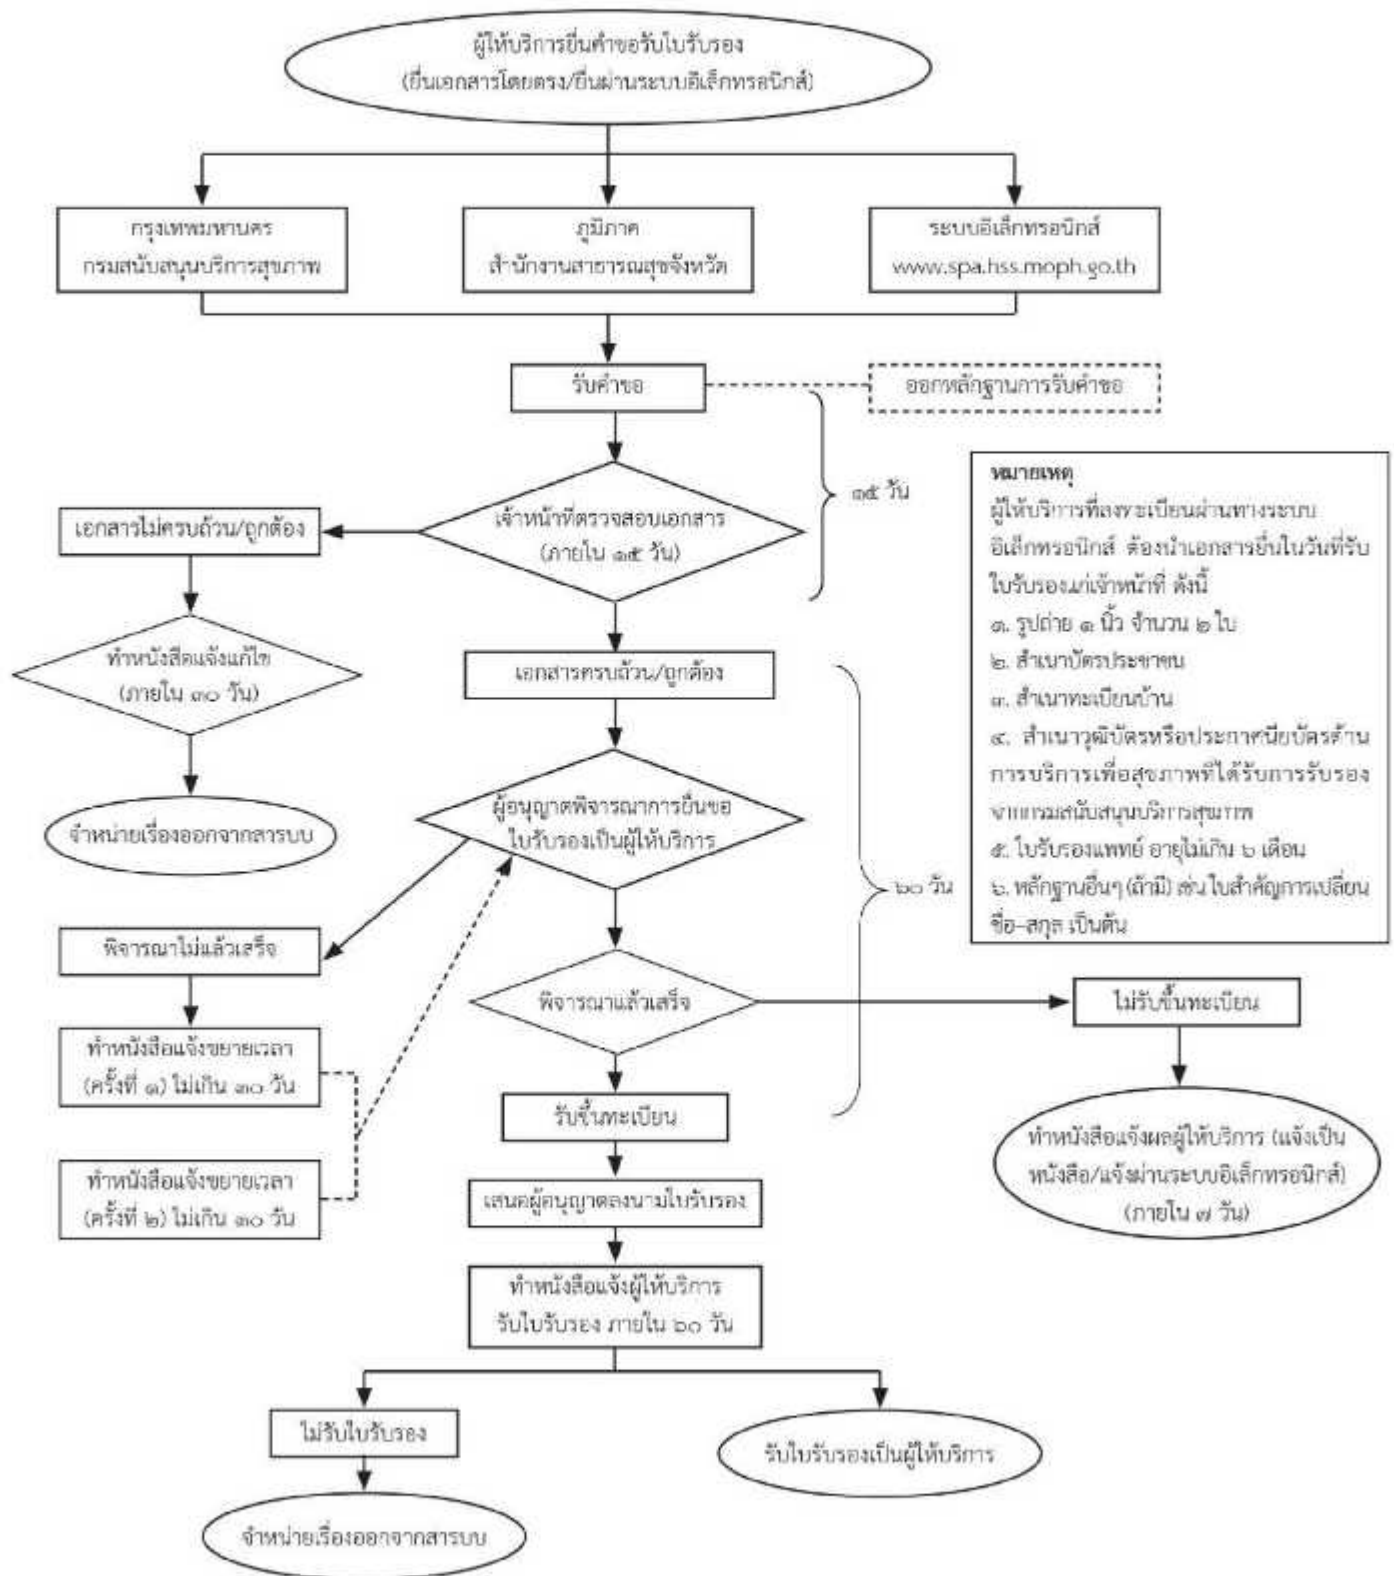 ผู้ให้บริการยื่นคำขอรับใบรับรอง
(ยื่นเอกสารโดยตรง/ยื่นผ่านระบบอิเล็กทรอนิกส์)
กรุงเทพมหานคร
กรมสนับสนุนบริการสุขภาพ
ภูมิภาค
สำนักงานสาธารณสุขจังหวัด
ระบบอิเล็กทรอนิกส์
www.spa.hss.moph.go.th
รับคำขอ
ออกหลักฐานการรับคำขอ
๑๕ วัน
เจ้าหน้าที่ตรวจสอบเอกสาร
(ภายใน ๑๕ วัน)
เอกสารไม่ครบถ้วน/ถูกต้อง
ทำหนังสือแจ้งแก้ไข
(ภายใน ๓๐ วัน)
จำหน่ายเรื่องออกจากสารบบ
เอกสารครบถ้วน/ถูกต้อง
ผู้อนุญาตพิจารณาการยื่นขอ
ใบรับรองเป็นผู้ให้บริการ
๖๐ วัน
หมายเหตุ
ผู้ให้บริการที่ลงทะเบียนผ่านทางระบบ
อิเล็กทรอนิกส์ ต้องนำเอกสารยื่นในวันที่รับ
ใบรับรองแก่เจ้าหน้าที่ ดังนี้
๑. รูปถ่าย ๑ นิ้ว จำนวน ๒ ใบ
๒. สำเนาบัตรประชาชน
๓. สำเนาทะเบียนบ้าน
๔. สำเนาวุฒิบัตรหรือประกาศนียบัตรด้าน
การบริการเพื่อสุขภาพที่ได้รับการรับรอง
จากกรมสนับสนุนบริการสุขภาพ
๕. ใบรับรองแพทย์ อายุไม่เกิน ๖ เดือน
๖. หลักฐานอื่นๆ (ถ้ามี) เช่น ใบสำคัญการเปลี่ยน
ชื่อ-สกุล เป็นต้น
พิจารณาไม่แล้วเสร็จ
ทำหนังสือแจ้งขยายเวลา
(ครั้งที่ ๑) ไม่เกิน ๓๐ วัน
ทำหนังสือแจ้งขยายเวลา
(ครั้งที่ ๒) ไม่เกิน ๓๐ วัน
พิจารณาแล้วเสร็จ
ไม่รับขึ้นทะเบียน
ทำหนังสือแจ้งผลผู้ให้บริการ (แจ้งเป็น
หนังสือ/แจ้งผ่านระบบอิเล็กทรอนิกส์)
(ภายใน ๗ วัน)
รับขึ้นทะเบียน
เสนอผู้อนุญาตลงนามใบรับรอง
ทำหนังสือแจ้งผู้ให้บริการ
รับใบรับรอง ภายใน ๖๐ วัน
ไม่รับใบรับรอง
จำหน่ายเรื่องออกจากสารบบ
รับใบรับรองเป็นผู้ให้บริการ